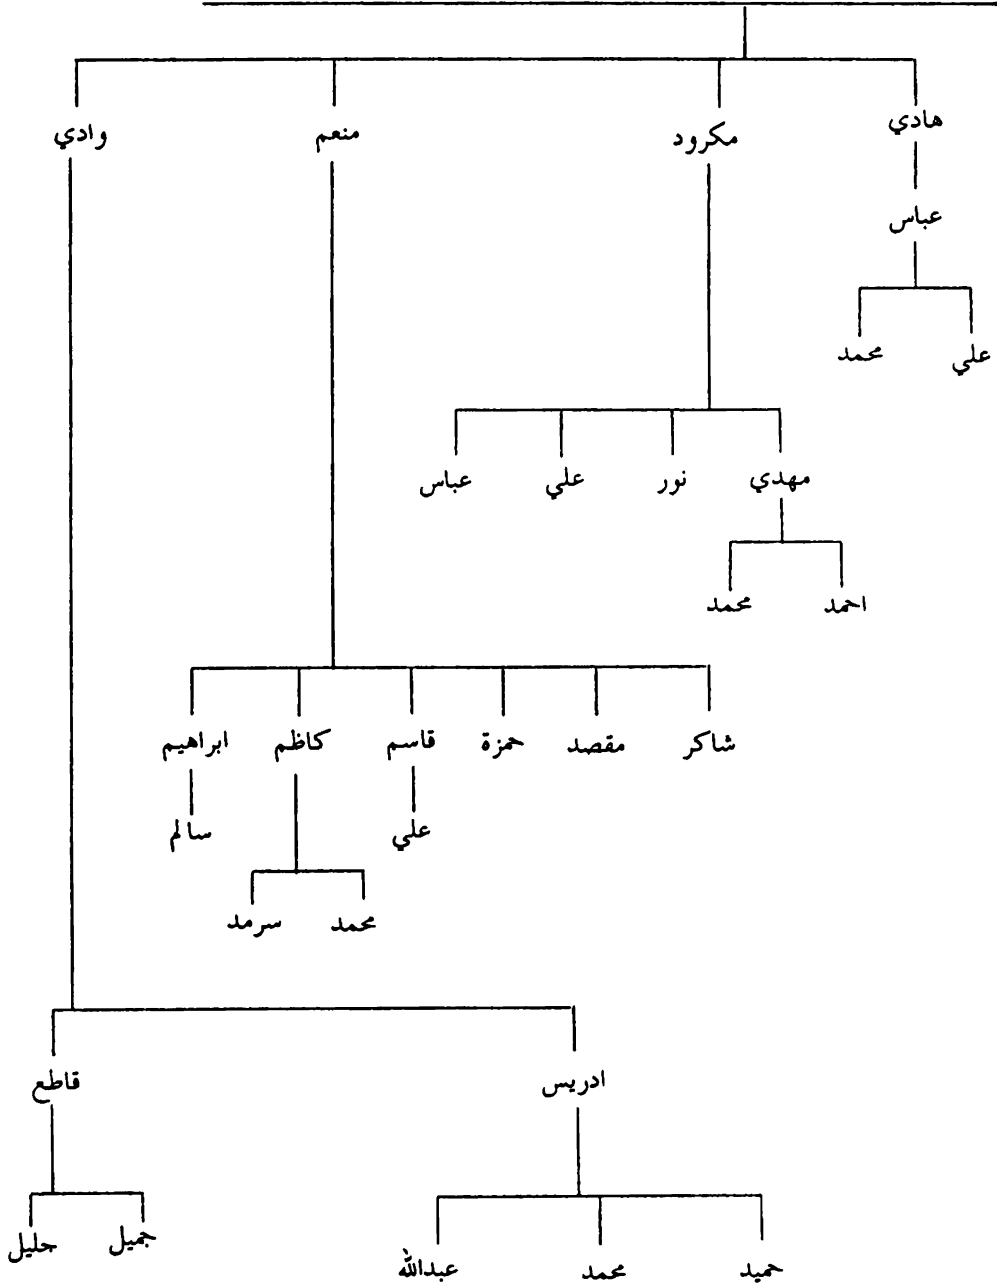 هادي مكرود منعم وادي
عباس
علي محمد
مهدي نور علي عباس
احمد محمد
شاكر مقصد حمزة قاسم كاظم ابراهيم
علي سالم
محمد سرمد
ادريس قاطع
حميد محمد عبدالله جميل حليل